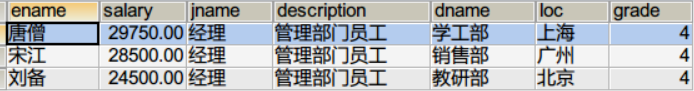 ename salary jname description dname loc grade
唐僧 29750.00 经理 管理部门员工 学工部 上海 4
宋江 28500.00 经理 管理部门员工 销售部 广州 4
刘备 24500.00 经理 管理部门员工 教研部 北京 4